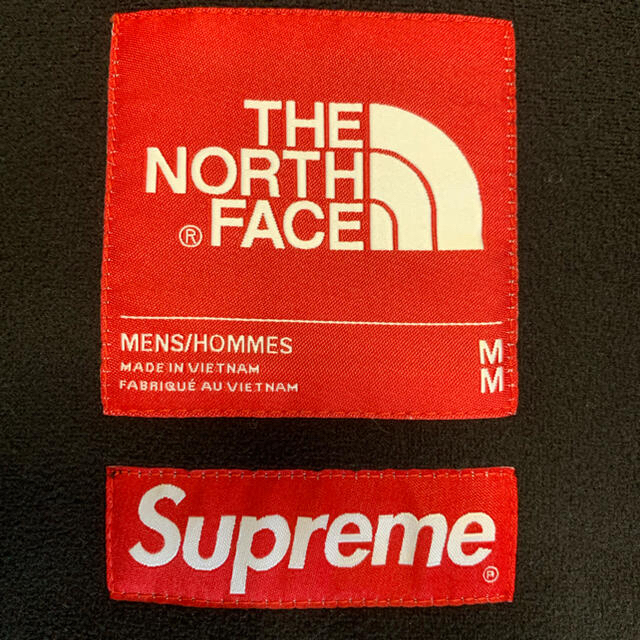 THE
NORTH
® FACE
MENS/HOMMES M
MADE IN VIETNAM M
FABRIQUÉ AU VIETNAM
Supreme ®